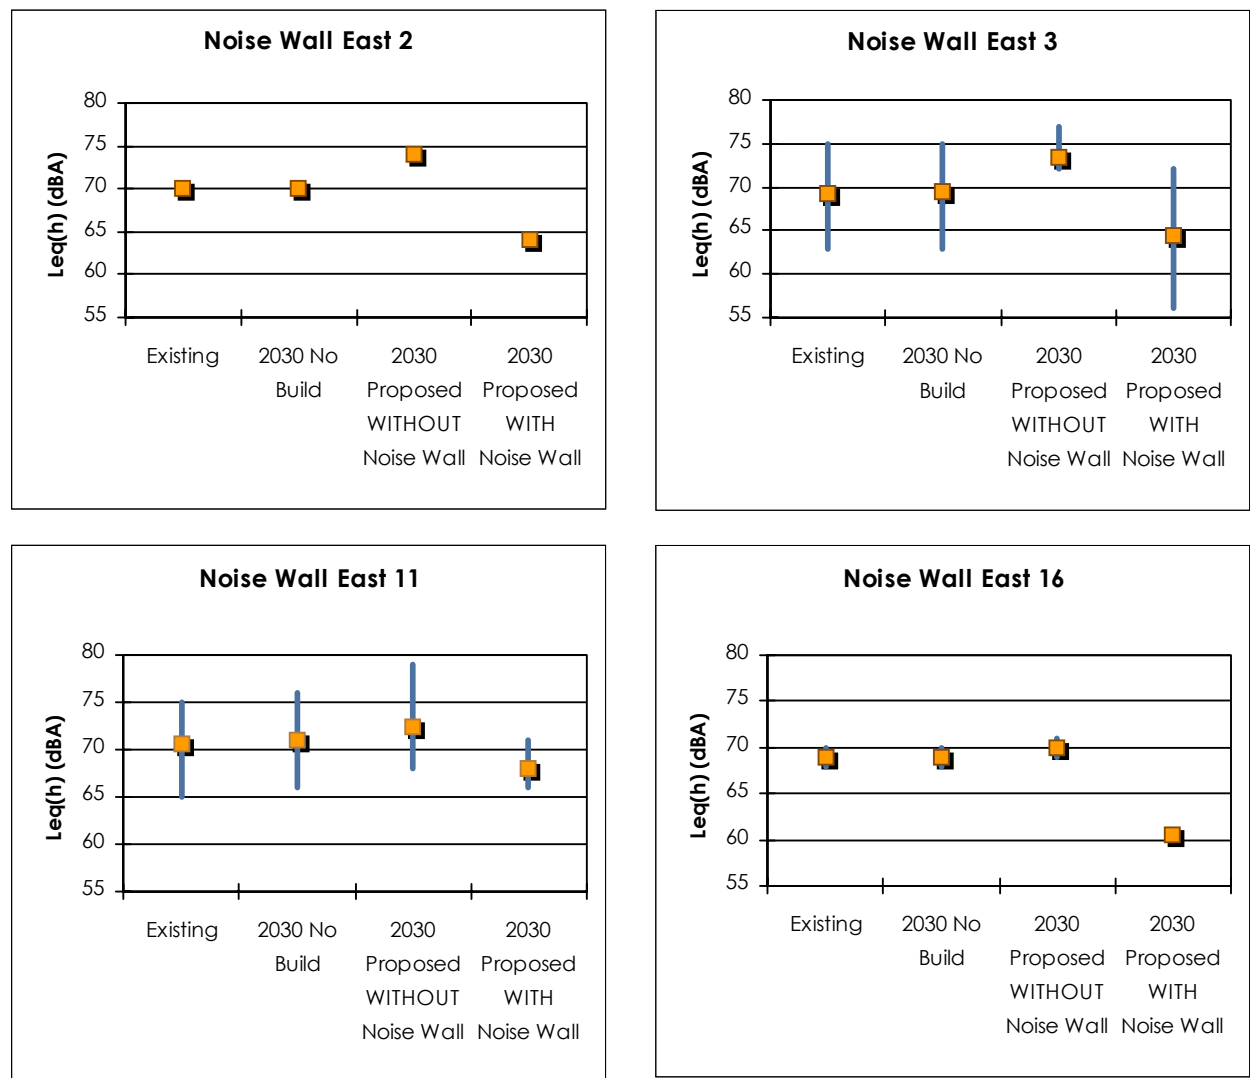 Noise Wall East 2
80
75
70
65
60
55
Leq(h) (dBA)
Existing
2030 No
Build
2030
Proposed
WITHOUT
Noise Wall
2030
Proposed
WITH
Noise Wall
Noise Wall East 3
80
75
70
65
60
55
Leq(h) (dBA)
Existing
2030 No
Build
2030
Proposed
WITHOUT
Noise Wall
2030
Proposed
WITH
Noise Wall
Noise Wall East 11
80
75
70
65
60
55
Leq(h) (dBA)
Existing
2030 No
Build
2030
Proposed
WITHOUT
Noise Wall
2030
Proposed
WITH
Noise Wall
Noise Wall East 16
80
75
70
65
60
55
Leq(h) (dBA)
Existing
2030 No
Build
2030
Proposed
WITHOUT
Noise Wall
2030
Proposed
WITH
Noise Wall